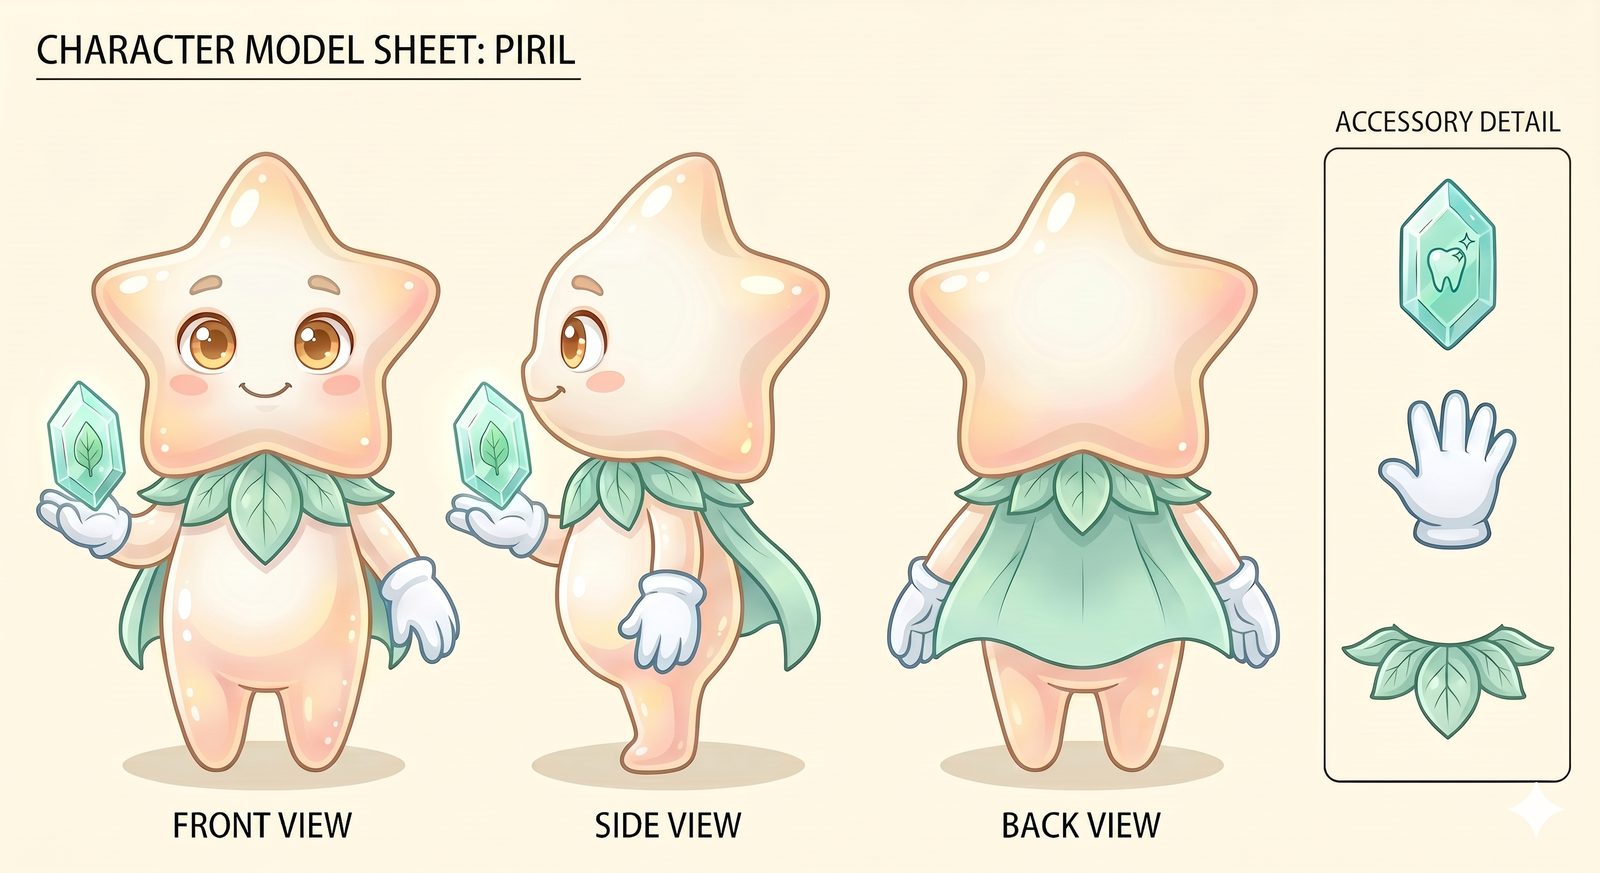 CHARACTER MODEL SHEET: PIRIL
ACCESSORY DETAIL
FRONT VIEW
SIDE VIEW
BACK VIEW